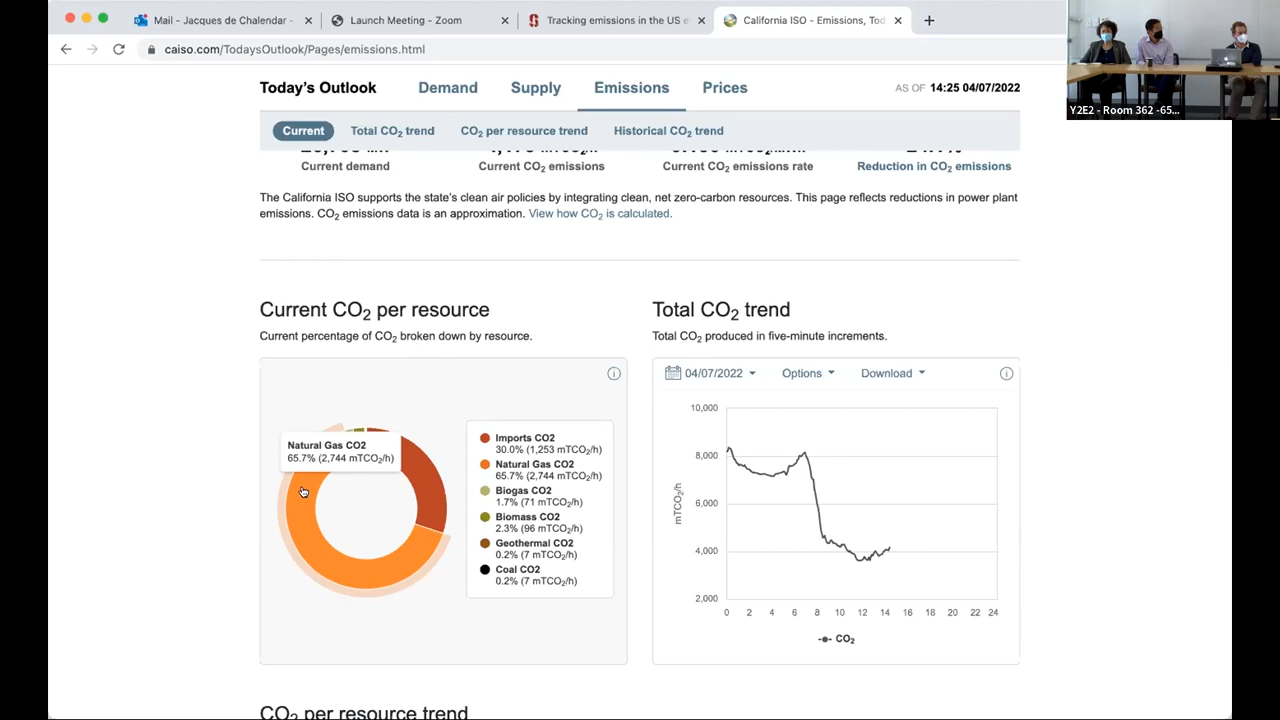 Mail - Jacques de Chalendar -
Launch Meeting - Zoom
Tracking emissions in the US e
California ISO - Emissions, Tod
caiso.com/TodaysOutlook/Pages/emissions.html
Y2E2 - Room 362 -65...
Today's Outlook
Demand
Supply
Emissions
Prices
AS OF 14:25 04/07/2022
Current
Total CO₂ trend
CO₂ per resource trend
Historical CO₂ trend
Current demand
Current CO₂ emissions
Current CO₂ emissions rate
Reduction in CO₂ emissions
The California ISO supports the state's clean air policies by integrating clean, net zero-carbon resources. This page reflects reductions in power plant
emissions. CO₂ emissions data is an approximation. View how CO₂ is calculated.
Current CO₂ per resource
Current percentage of CO₂ broken down by resource.
Natural Gas CO2
65.7% (2,744 mTCO₂/h)
Imports CO2
30.0% (1,253 mTCO₂/h)
Natural Gas CO2
65.7% (2,744 mTCO₂/h)
Biogas CO2
1.7% (71 mTCO₂/h)
Biomass CO2
2.3% (96 mTCO₂/h)
Geothermal CO2
0.2% (7 mTCO₂/h)
Coal CO2
0.2% (7 mTCO₂/h)
Total CO₂ trend
Total CO₂ produced in five-minute increments.
04/07/2022
Options
Download
10,000
8,000
6,000
4,000
2,000
mTCO₂/h
0 2 4 6 8 10 12 14 16 18 20 22 24
CO₂
CO₂ per resource trend